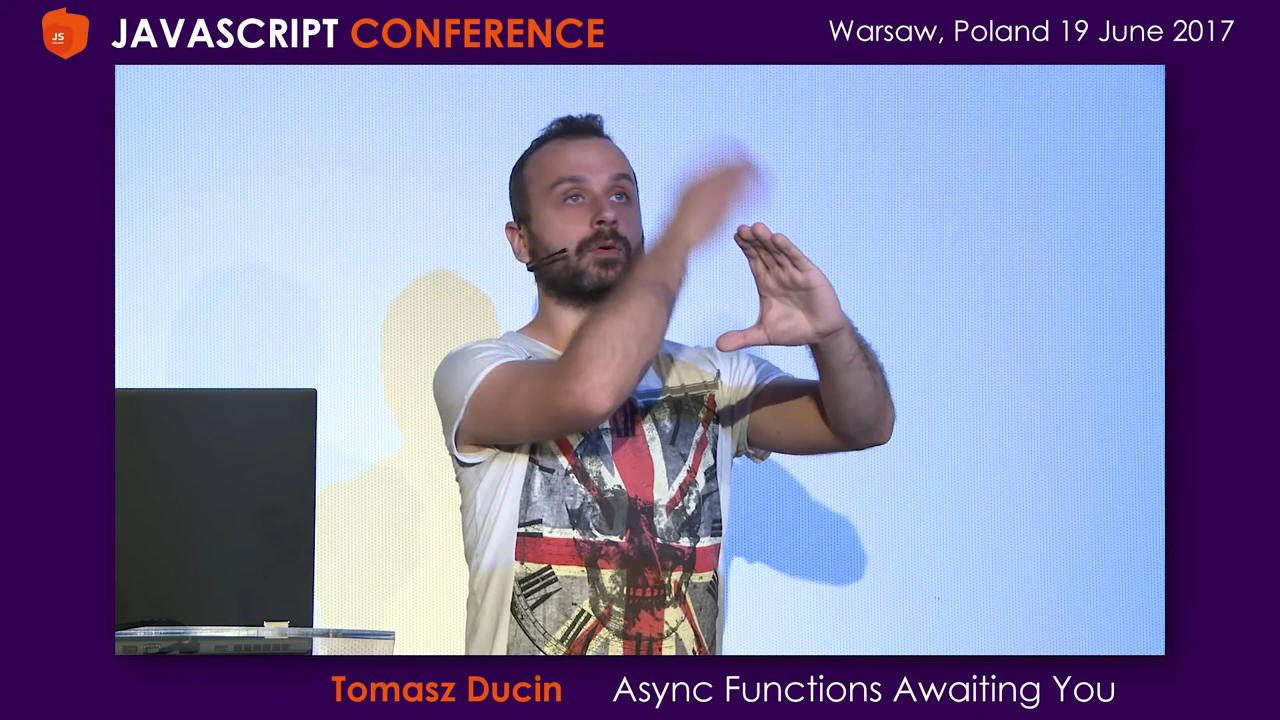 JS
JAVASCRIPT CONFERENCE
Warsaw, Poland 19 June 2017
Tomasz Ducin
Async Functions Awaiting You